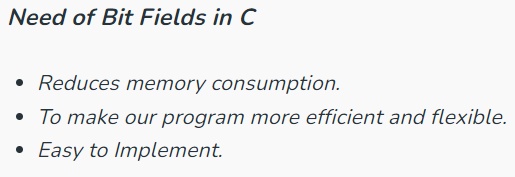 Need of Bit Fields in C
• Reduces memory consumption.
• To make our program more efficient and flexible.
• Easy to Implement.